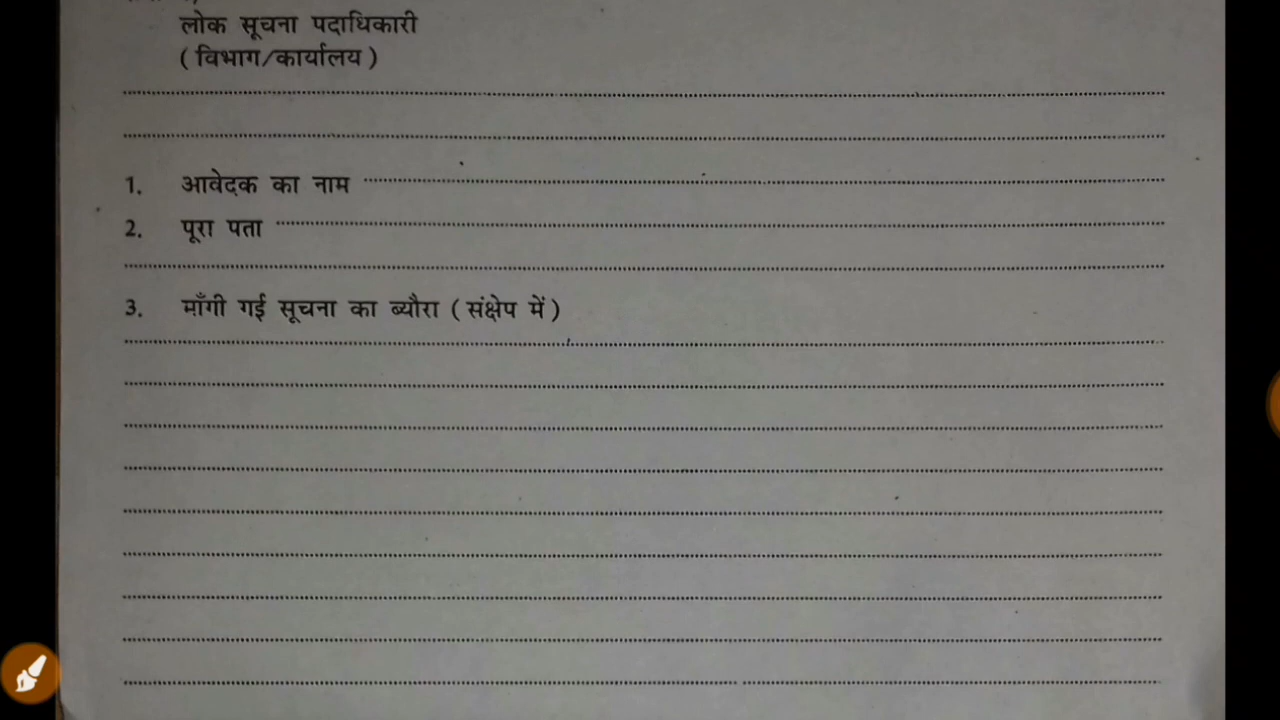 लोक सूचना पदाधिकारी
(विभाग/कार्यालय)
1. आवेदक का नाम
2. पूरा पता
3. माँगी गई सूचना का ब्यौरा (संक्षेप में)